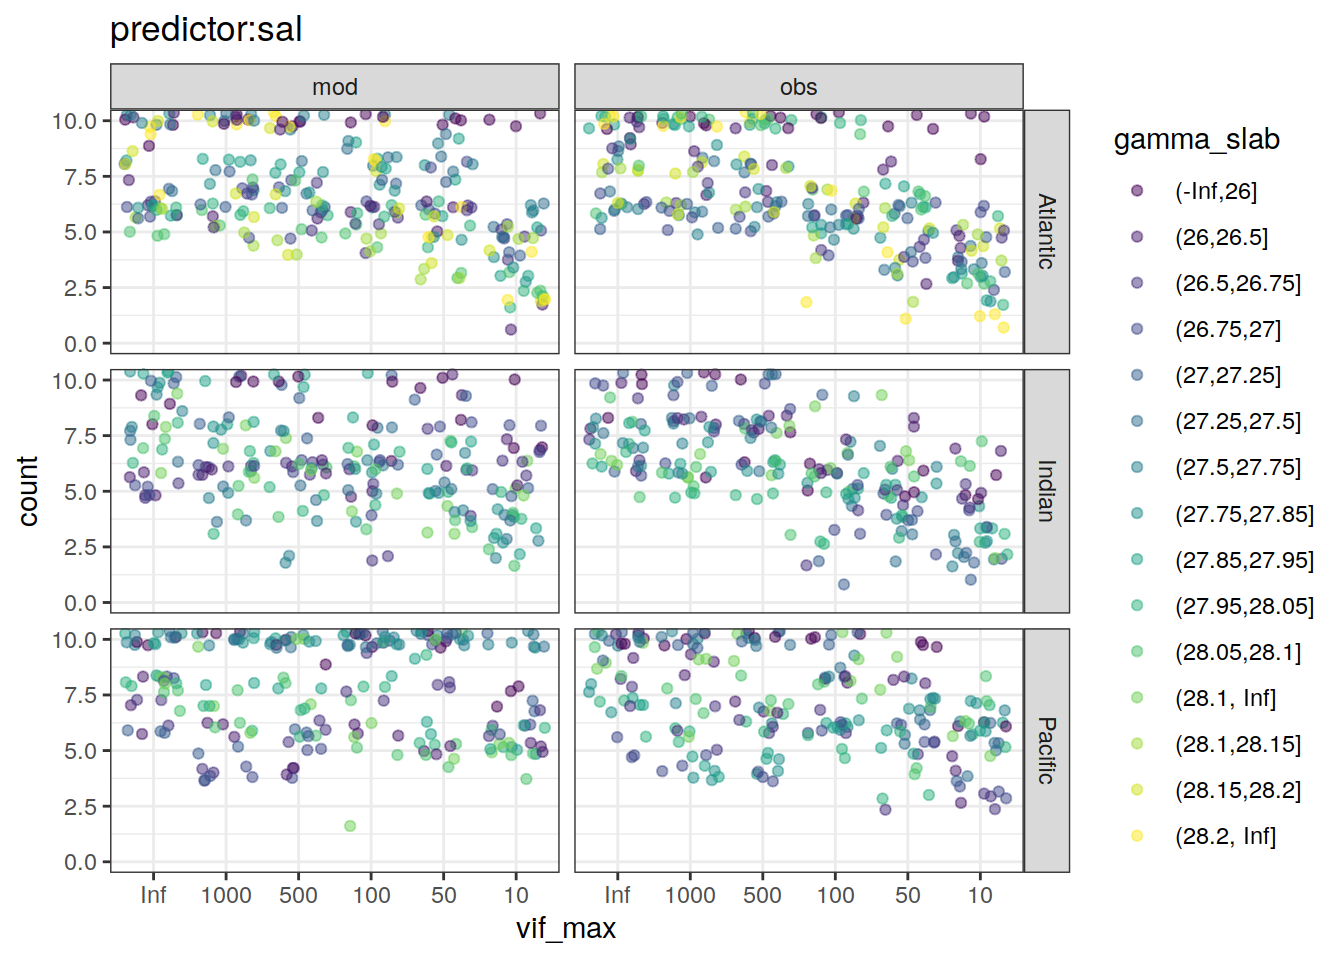 predictor:sal
mod
obs
10.0
7.5
5.0
2.5
0.0
Atlantic
10.0
7.5
5.0
2.5
0.0
Indian
10.0
7.5
5.0
2.5
0.0
Pacific
count
Inf 1000 500 100 50 10
Inf 1000 500 100 50 10
vif_max
gamma_slab
(-Inf,26]
(26,26.5]
(26.5,26.75]
(26.75,27]
(27,27.25]
(27.25,27.5]
(27.5,27.75]
(27.75,27.85]
(27.85,27.95]
(27.95,28.05]
(28.05,28.1]
(28.1, Inf]
(28.1,28.15]
(28.15,28.2]
(28.2, Inf]